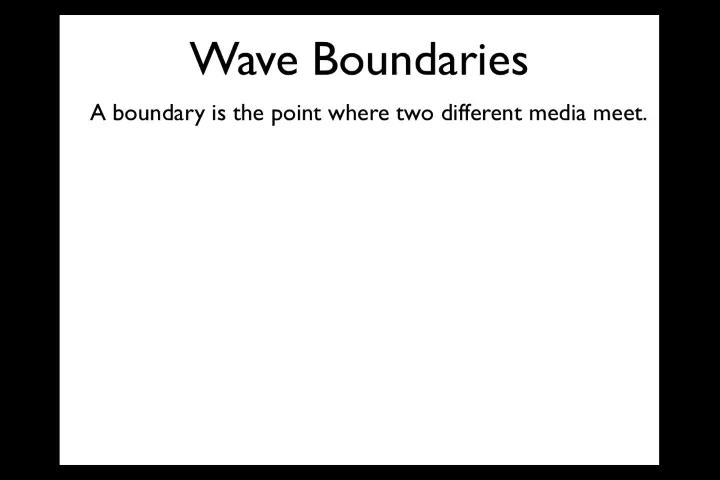 Wave Boundaries
A boundary is the point where two different media meet.